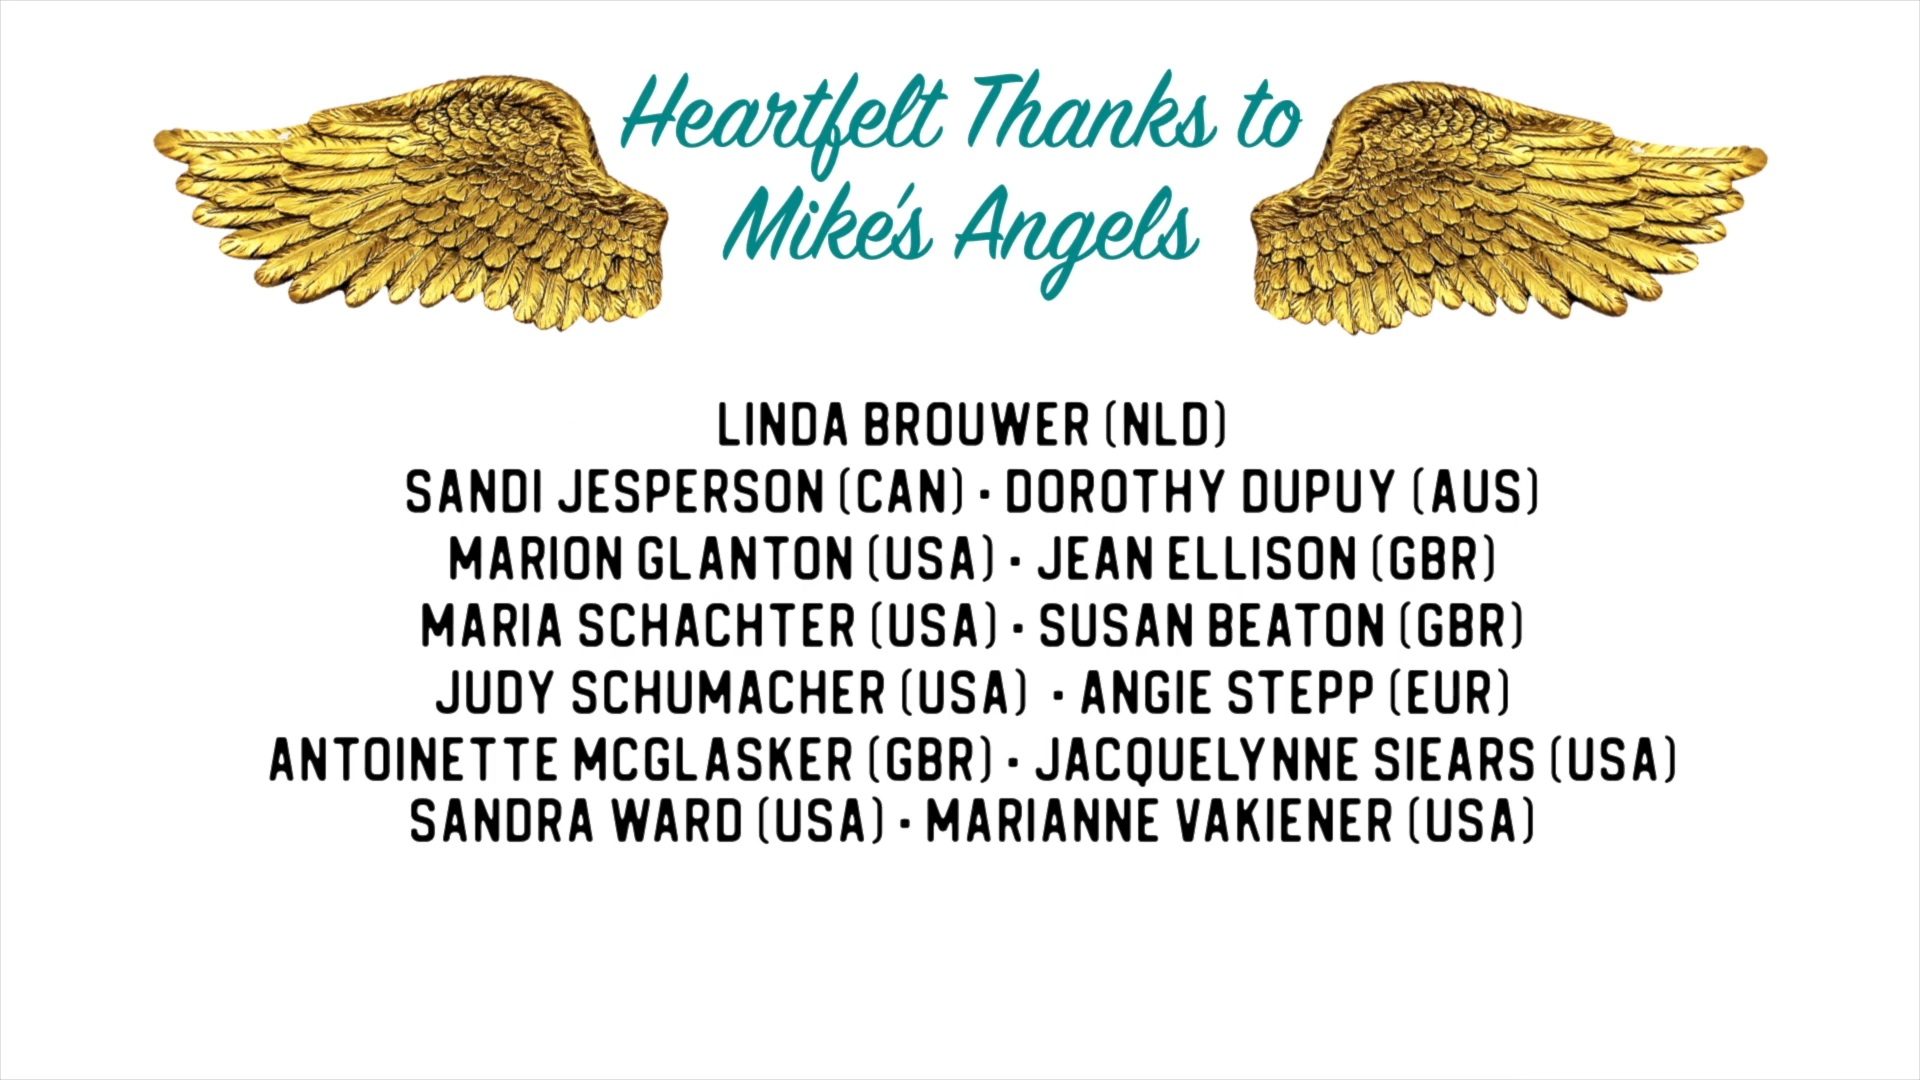 Heartfelt Thanks to
Mike's Angels
LINDA BROUWER (NLD)
SANDI JESPERSON (CAN) • DOROTHY DUPUY (AUS)
MARION GLANTON (USA) • JEAN ELLISON (GBR)
MARIA SCHACHTER (USA) • SUSAN BEATON (GBR)
JUDY SCHUMACHER (USA) • ANGIE STEPP (EUR)
ANTOINETTE MCGLASKER (GBR) • JACQUELYNNE SIEARS (USA)
SANDRA WARD (USA) • MARIANNE VAKIENER (USA)